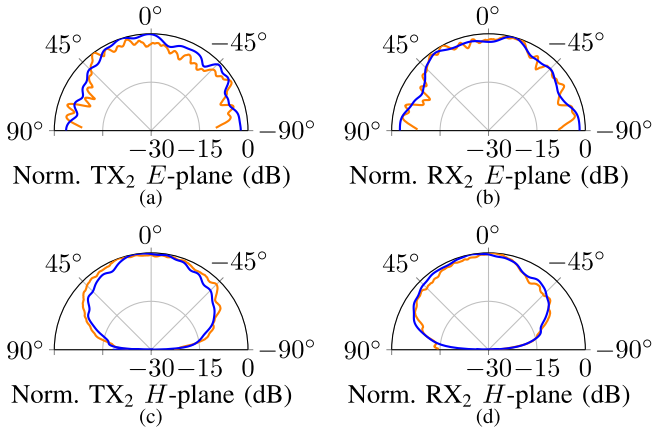 0° 0°
45° −45° 45° −45°
90° −90° 90° −90°
−30 −15 0 −30 −15 0
Norm. TX₂ E-plane (dB) Norm. RX₂ E-plane (dB)
(a) (b)
0° 0°
45° −45° 45° −45°
90° −90° 90° −90°
−30 −15 0 −30 −15 0
Norm. TX₂ H-plane (dB) Norm. RX₂ H-plane (dB)
(c) (d)